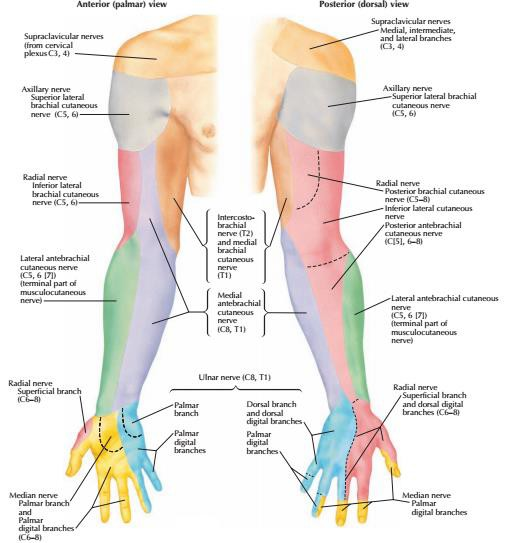 Anterior (palmar) view
Supraclavicular nerves
(from cervical
plexus C3, 4)
Axillary nerve
Superior lateral
brachial cutaneous
nerve (C5, 6)
Radial nerve
Inferior lateral
brachial cutaneous
nerve (C5, 6)
Lateral antebrachial
cutaneous nerve
(C5, 6 [7])
(terminal part of
musculocutaneous
nerve)
Radial nerve
Superficial branch
(C6–8)
Median nerve
Palmar branch
and
Palmar
digital branches
(C6–8)
Intercosto-
brachial
nerve (T2)
and medial
brachial
cutaneous
nerve
(T1)
Medial
antebrachial
cutaneous
nerve
(C8, T1)
Ulnar nerve (C8, T1)
Palmar
branch
Palmar
digital
branches
Dorsal branch
and dorsal
digital branches
Palmar
digital
branches
Posterior (dorsal) view
Supraclavicular nerves
Medial, intermediate,
and lateral branches
(C3, 4)
Axillary nerve
Superior lateral brachial
cutaneous nerve
(C5, 6)
Radial nerve
Posterior brachial cutaneous
nerve (C5–8)
Inferior lateral cutaneous
nerve
Posterior antebrachial
cutaneous nerve
(C[5], 6–8)
Lateral antebrachial cutaneous
nerve
(C5, 6 [7])
(terminal part of
musculocutaneous
nerve)
Radial nerve
Superficial branch
and dorsal digital
branches (C6–8)
Median nerve
Palmar
digital branches